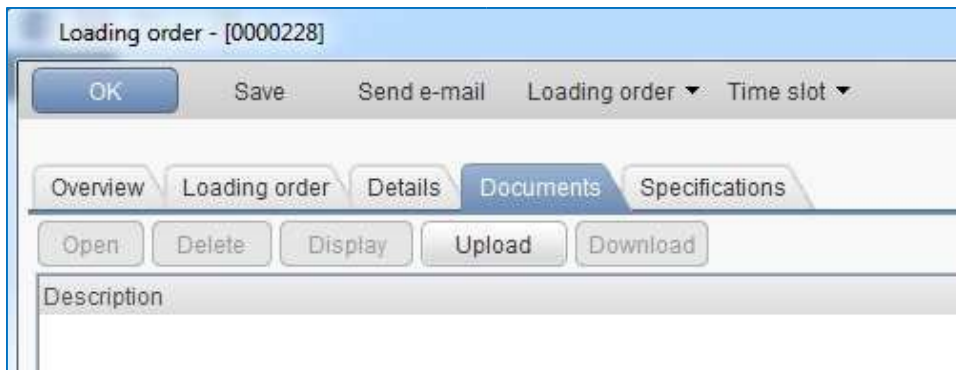 Loading order - [0000228]
OK Save Send e-mail Loading order Time slot
Overview Loading order Details Documents Specifications
Open Delete Display Upload Download
Description